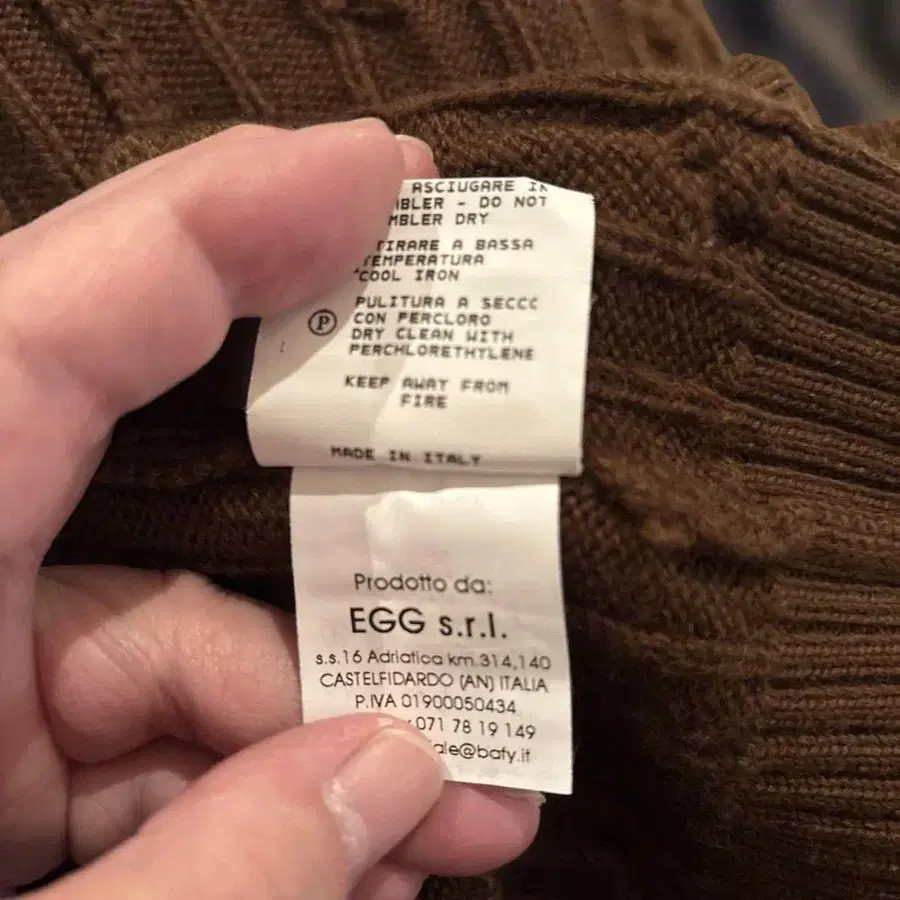 ASCIUGARE IN
MBLER - DO NOT
MBLER DRY
TIRARE A BASSA
TEMPERATURA
COOL IRON
P
PULITURA A SECCO
CON PERCLORO
DRY CLEAN WITH
PERCHLORETHYLENE
KEEP AWAY FROM
FIRE
MADE IN ITALY
Prodotto da:
EGG s.r.l.
s.s.16 Adriatica km.314,140
CASTELFIDARDO (AN) ITALIA
P.IVA 01900050434
071 78 19 149
ale@bafy.it